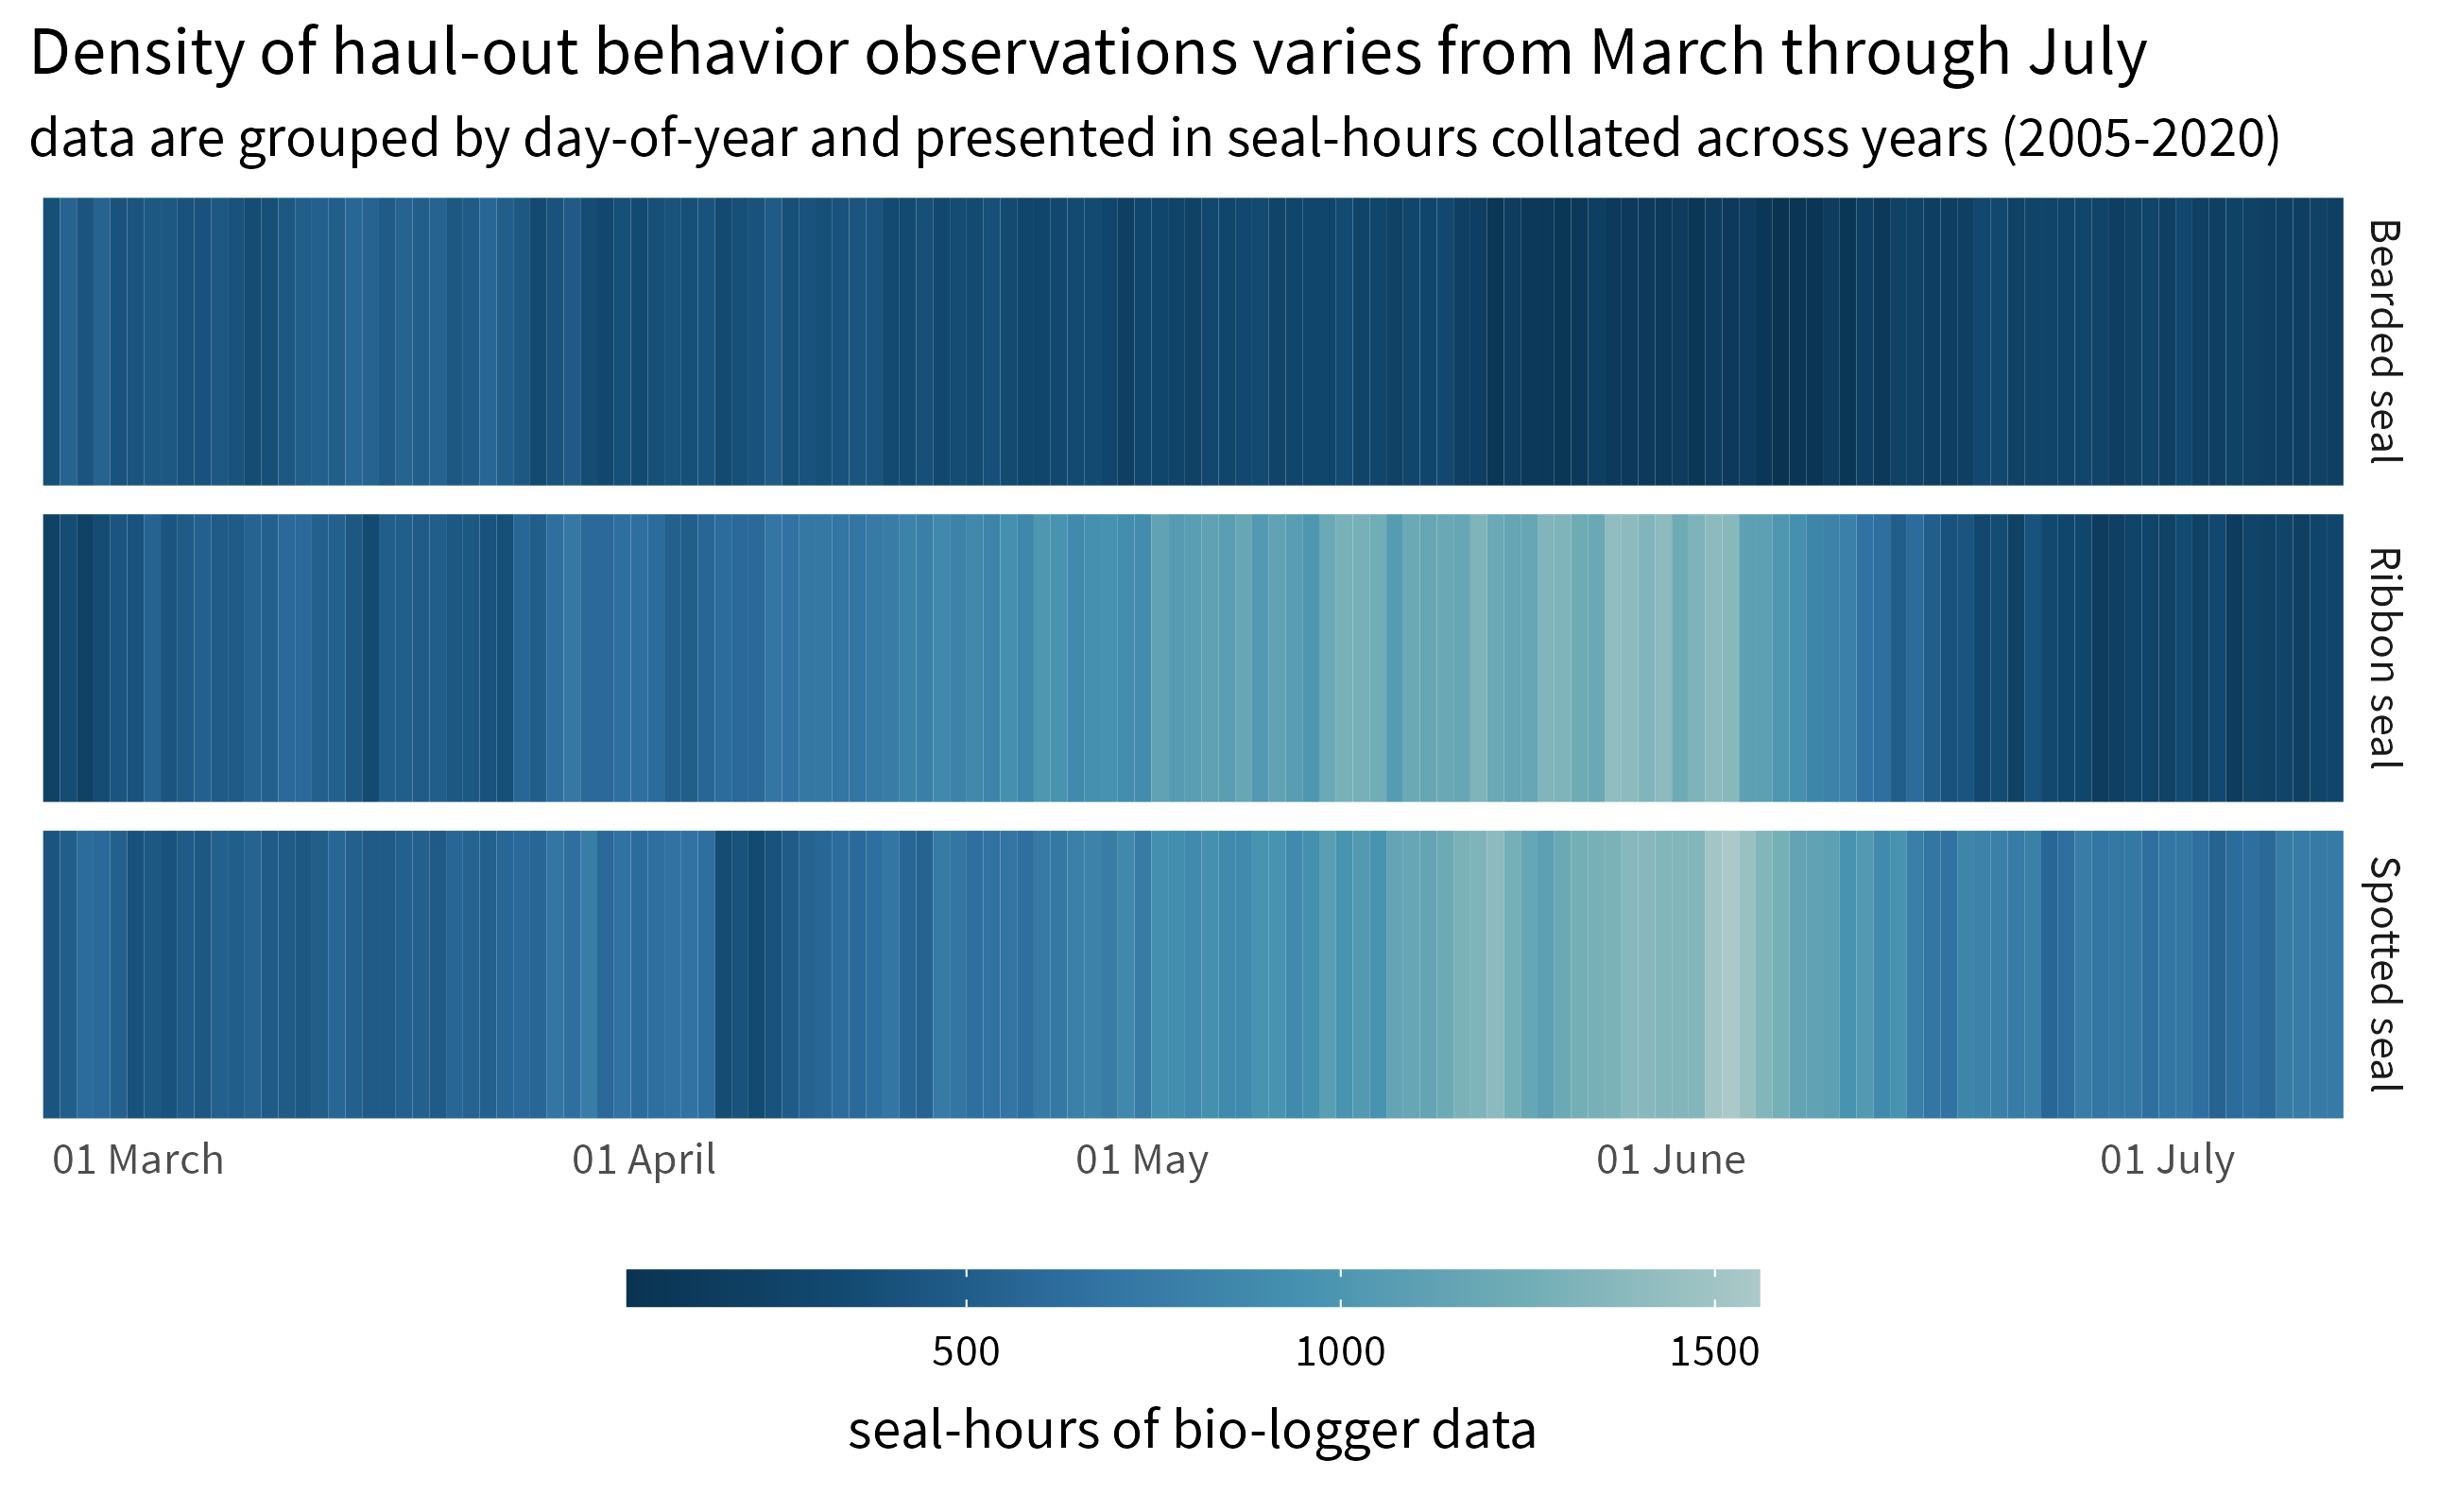 Density of haul-out behavior observations varies from March through July
data are grouped by day-of-year and presented in seal-hours collated across years (2005-2020)
Bearded seal
Ribbon seal
Spotted seal
01 March 01 April 01 May 01 June 01 July
500 1000 1500
seal-hours of bio-logger data